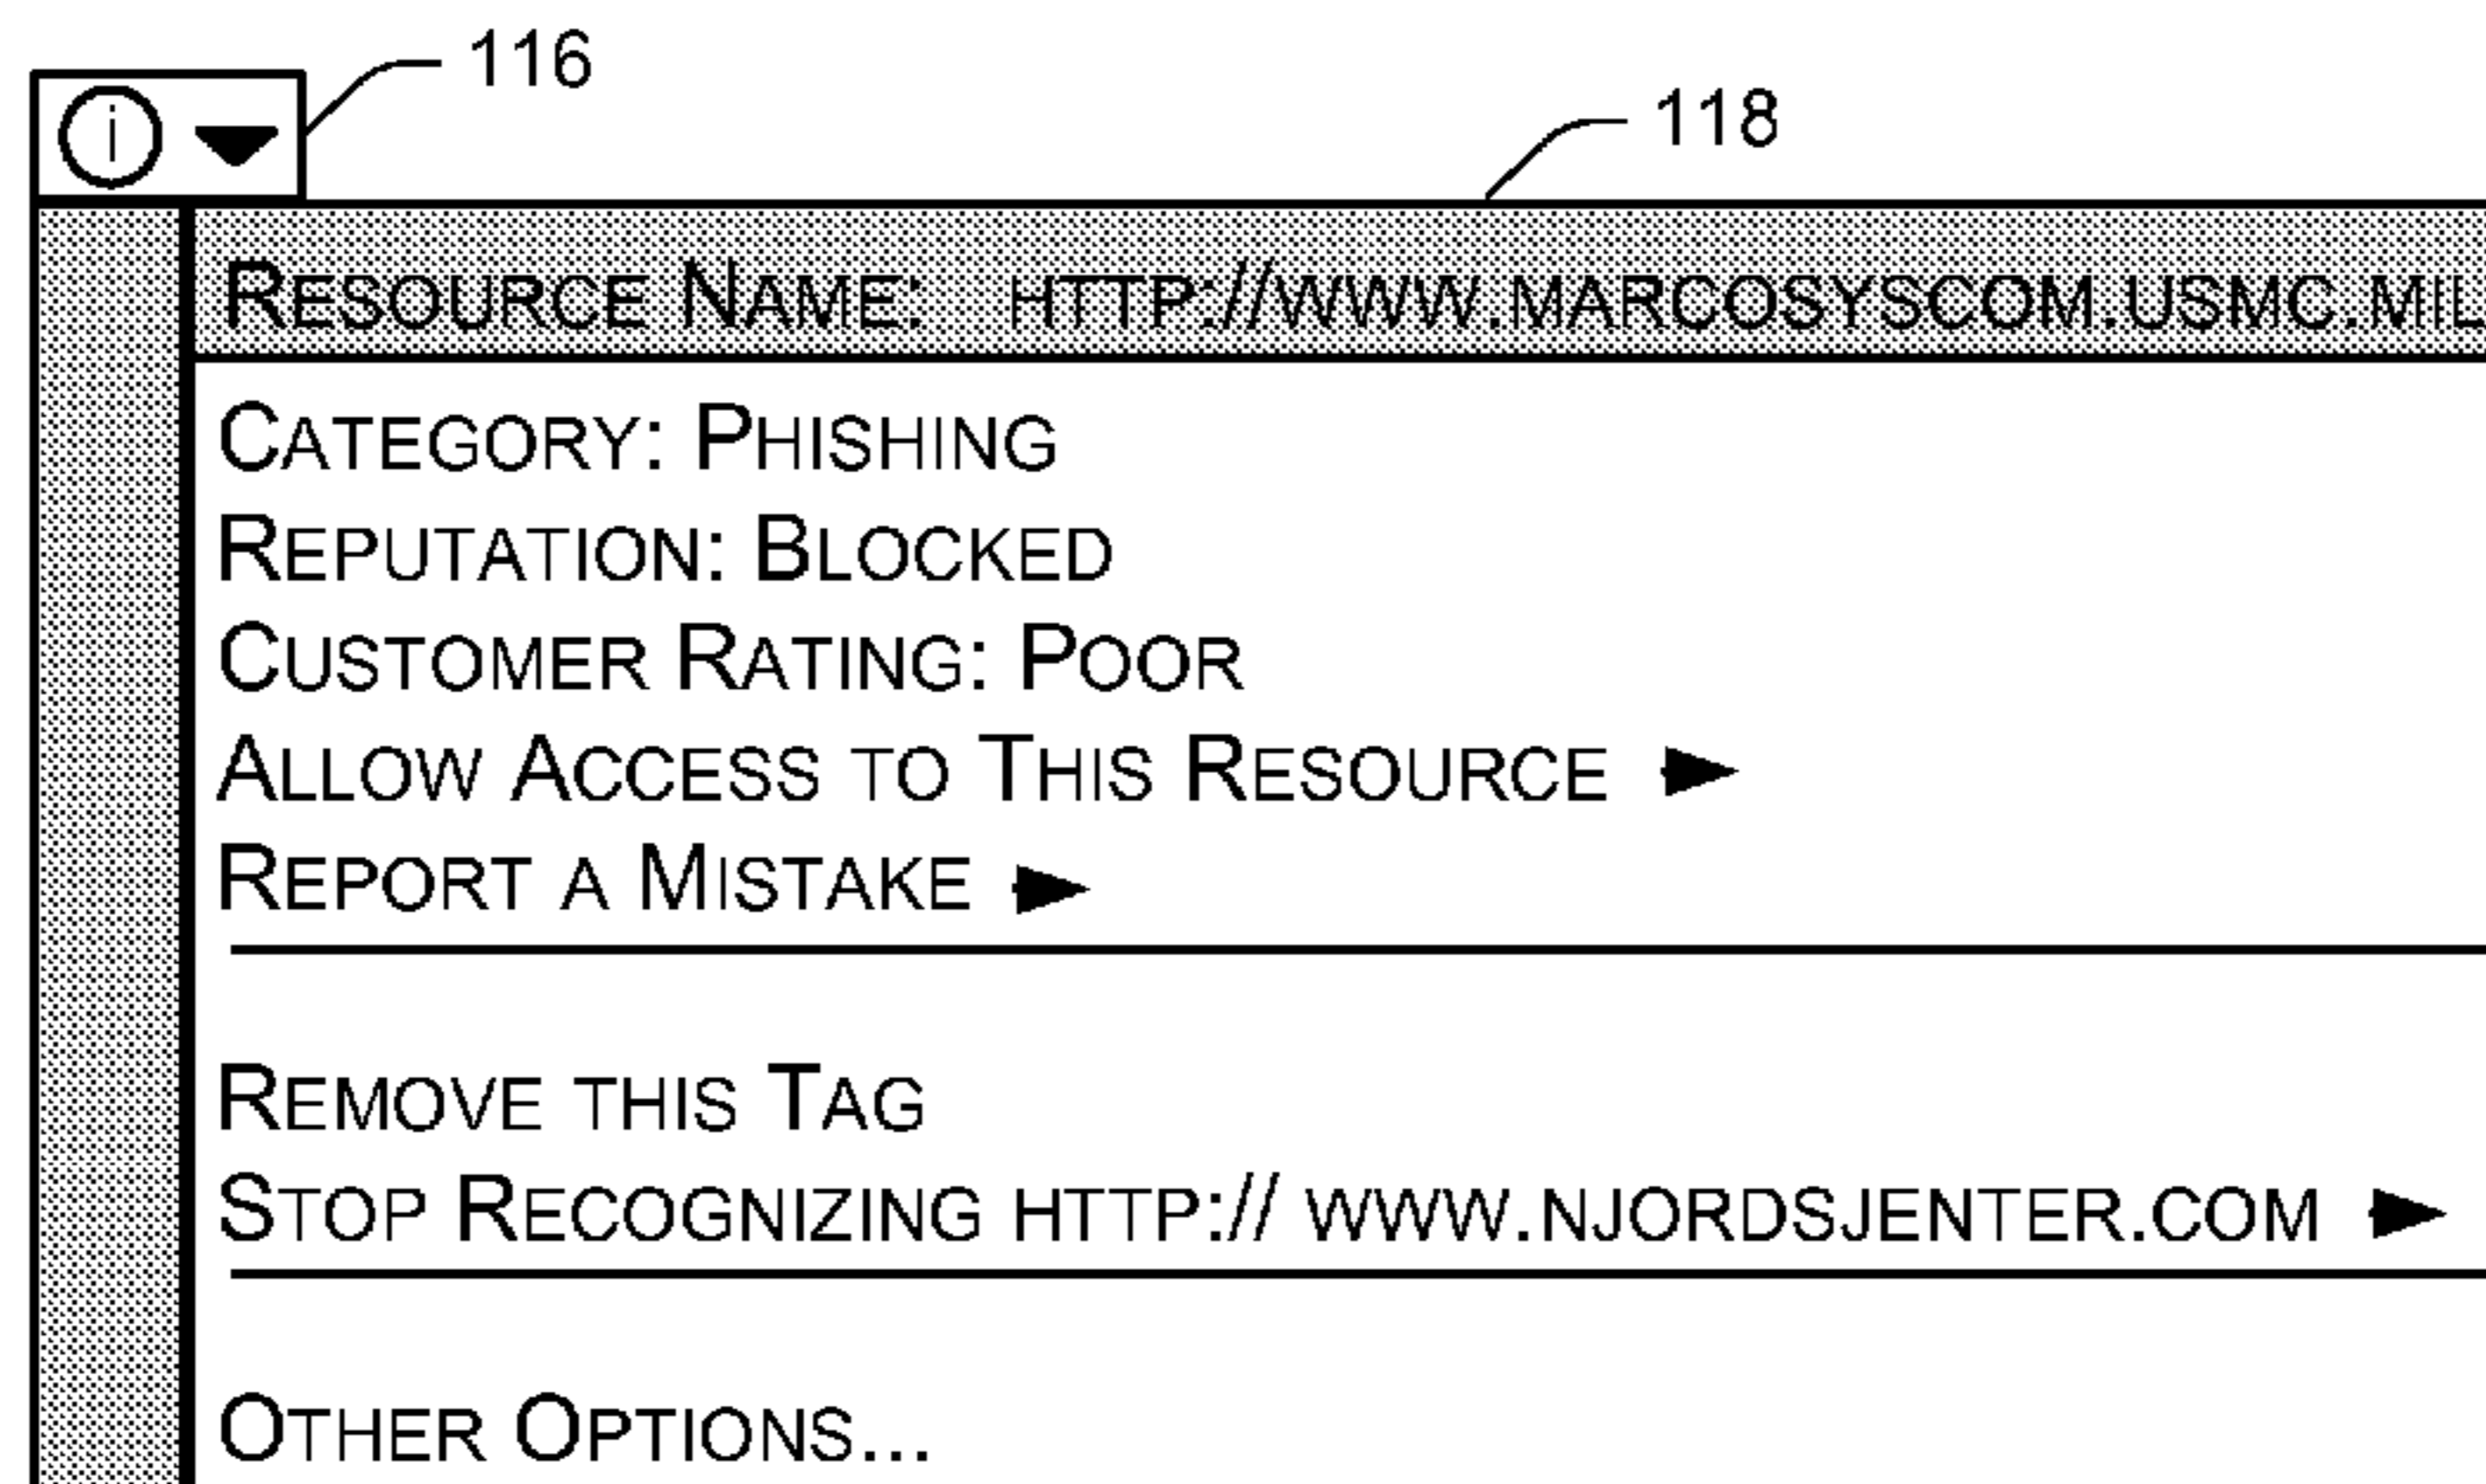 116
118
i
Resource Name: http://www.marcosyscom.usmc.mil
Category: Phishing
Reputation: Blocked
Customer Rating: Poor
Allow Access to This Resource
Report a Mistake
Remove this Tag
Stop Recognizing http:// www.njordsjenter.com
Other Options...